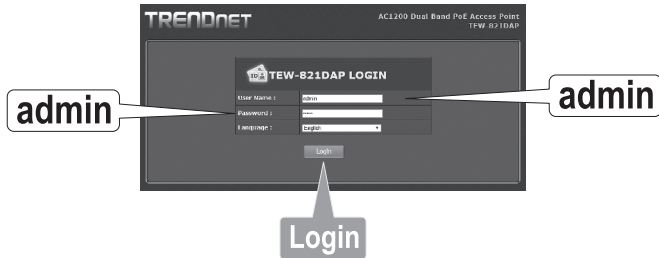 TRENDNET
AC1200 Dual Band PoE Access Point
TEW-821DAP
TEW-821DAP LOGIN
User Name :
admin
Password :
Language :
English
Login
admin
admin
Login